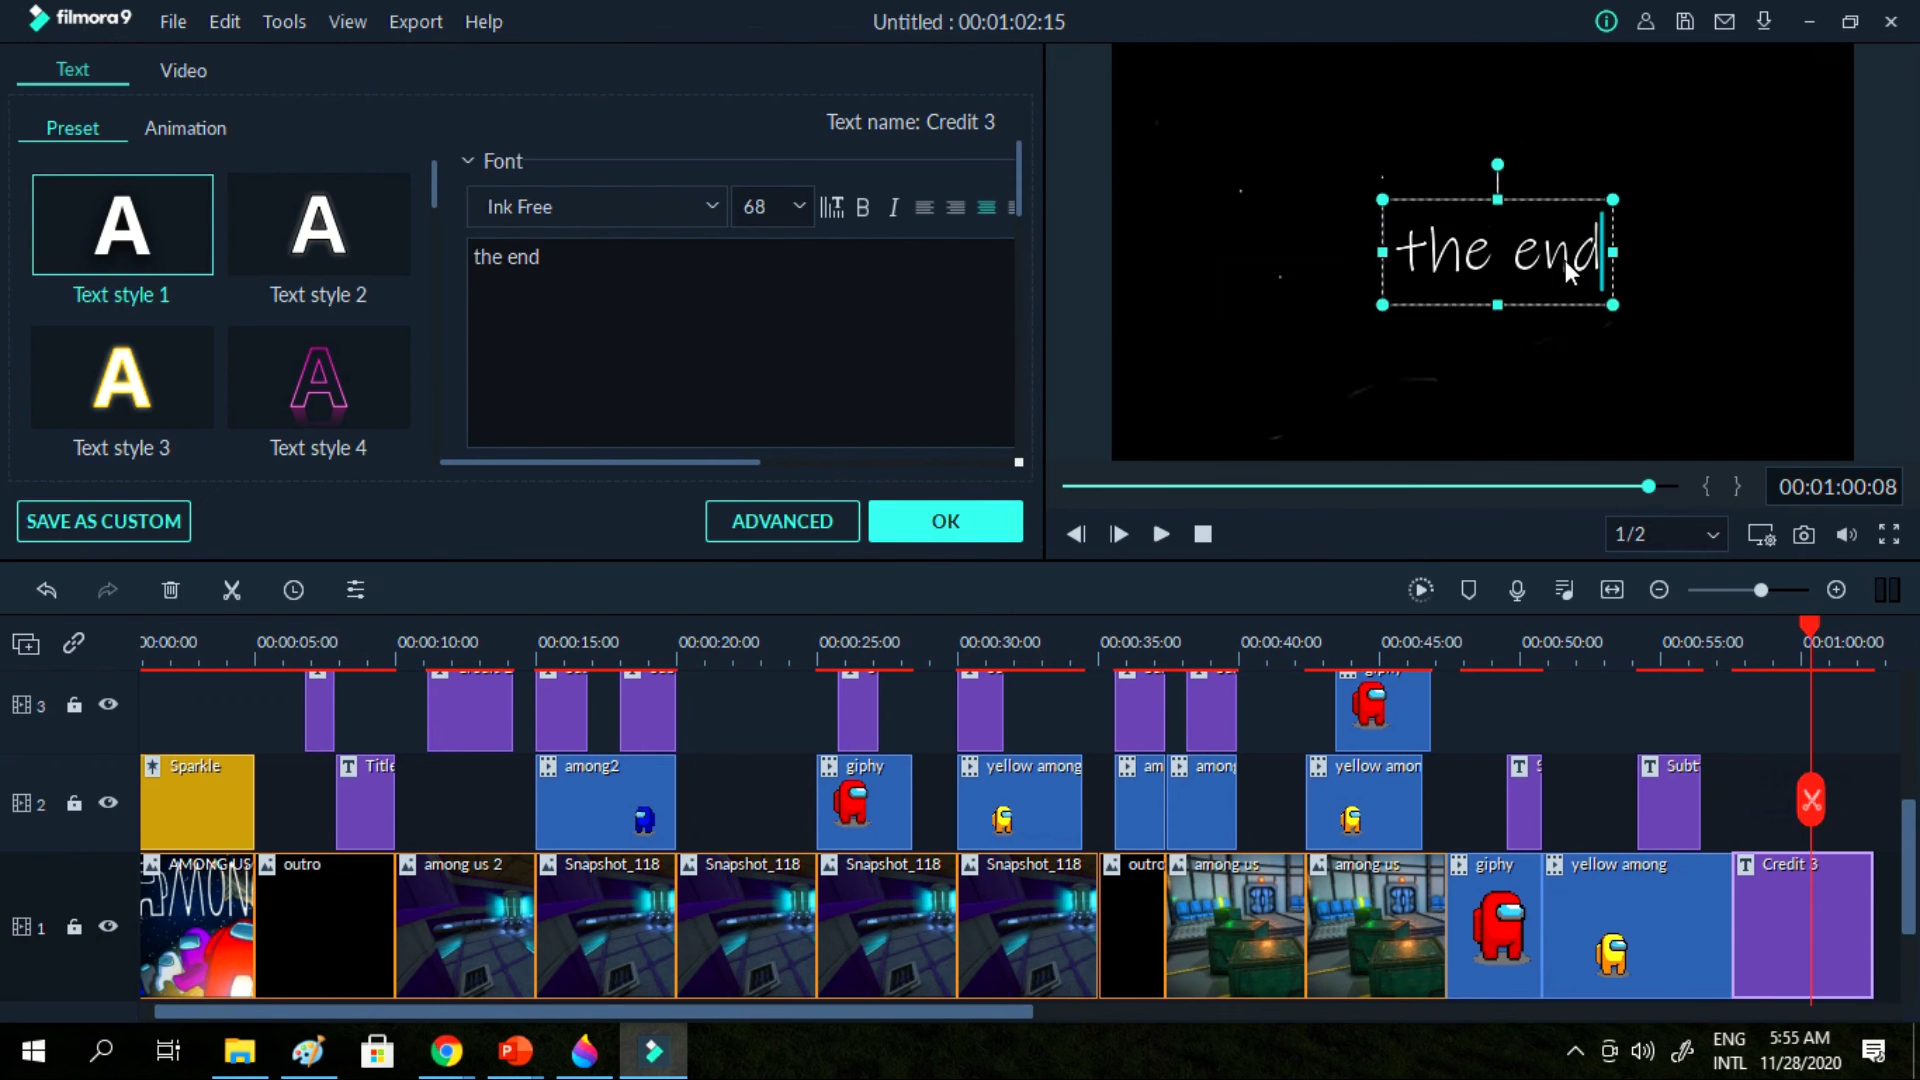 filmora9 File Edit Tools View Export Help Untitled : 00:01:02:15
Text Video
Preset Animation Text name: Credit 3
Font
Ink Free 68 B I
the end
the end
A A
Text style 1 Text style 2
A A
Text style 3 Text style 4
SAVE AS CUSTOM ADVANCED OK
{ } 00:01:00:08
1/2
00:00:00 00:00:05:00 00:00:10:00 00:00:15:00 00:00:20:00 00:00:25:00 00:00:30:00 00:00:35:00 00:00:40:00 00:00:45:00 00:00:50:00 00:00:55:00 00:01:00:00
giphy
3
Sparkle T Title among2 giphy yellow among am among yellow amon T T Subt
2
AMONG US outro among us 2 Snapshot_118 Snapshot_118 Snapshot_118 Snapshot_118 outro among us among us giphy yellow among T Credit 3
1
ENG 5:55 AM
INTL 11/28/2020